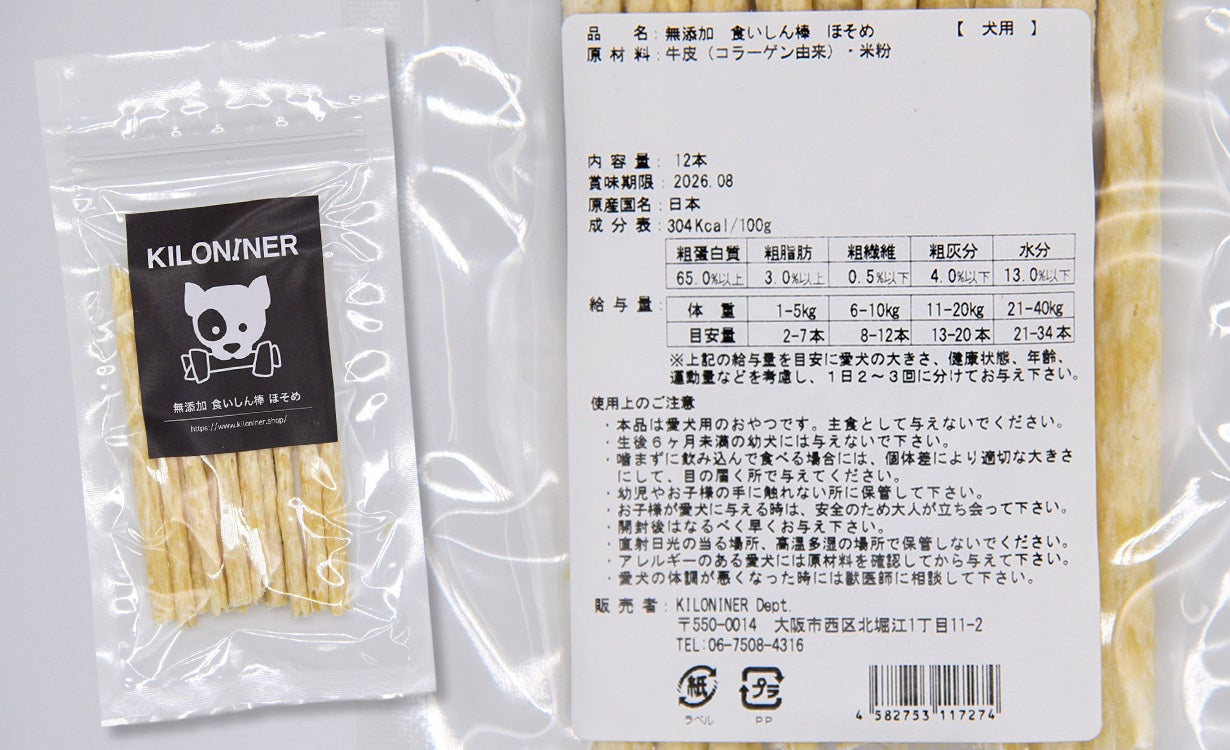 KILONINER
無添加 食いしん棒 ほそめ
https://www.kiloniner.shop/
品 名:無添加 食いしん棒 ほそめ 【 犬用 】
原材料:牛皮(コラーゲン由来)・米粉
内容量: 12本
賞味期限:2026.08
原産国名:日本
成分表:304Kcal/100g
粗蛋白質 粗脂肪 粗繊維 粗灰分 水分
65.0%以上 3.0%以上 0.5%以下 4.0%以下 13.0%以下
給与量: 体 重 1-5kg 6-10kg 11-20kg 21-40kg
目安量 2-7本 8-12本 13-20本 21-34本
※上記の給与量を目安に愛犬の大きさ、健康状態、年齢、
運動量などを考慮し、1日2~3回に分けてお与え下さい。
使用上のご注意
・本品は愛犬用のおやつです。主食として与えないでください。
・生後6ヶ月未満の幼犬には与えないで下さい。
・噛まずに飲み込んで食べる場合には、個体差により適切な大きさ
にして、目の届く所で与えてください。
・幼児やお子様の手に触れない所に保管して下さい。
・お子様が愛犬に与える時は、安全のため大人が立ち会って下さい。
・開封後はなるべく早くお与え下さい。
・直射日光の当る場所、高温多湿の場所で保管しないでください。
・アレルギーのある愛犬には原材料を確認してから与えて下さい。
・愛犬の体調が悪くなった時には獣医師に相談して下さい。
販売者:KILONINER Dept.
〒550-0014 大阪市西区北堀江1丁目11-2
TEL:06-7508-4316
紙 プラ
ラベル PP
4 582753 117274